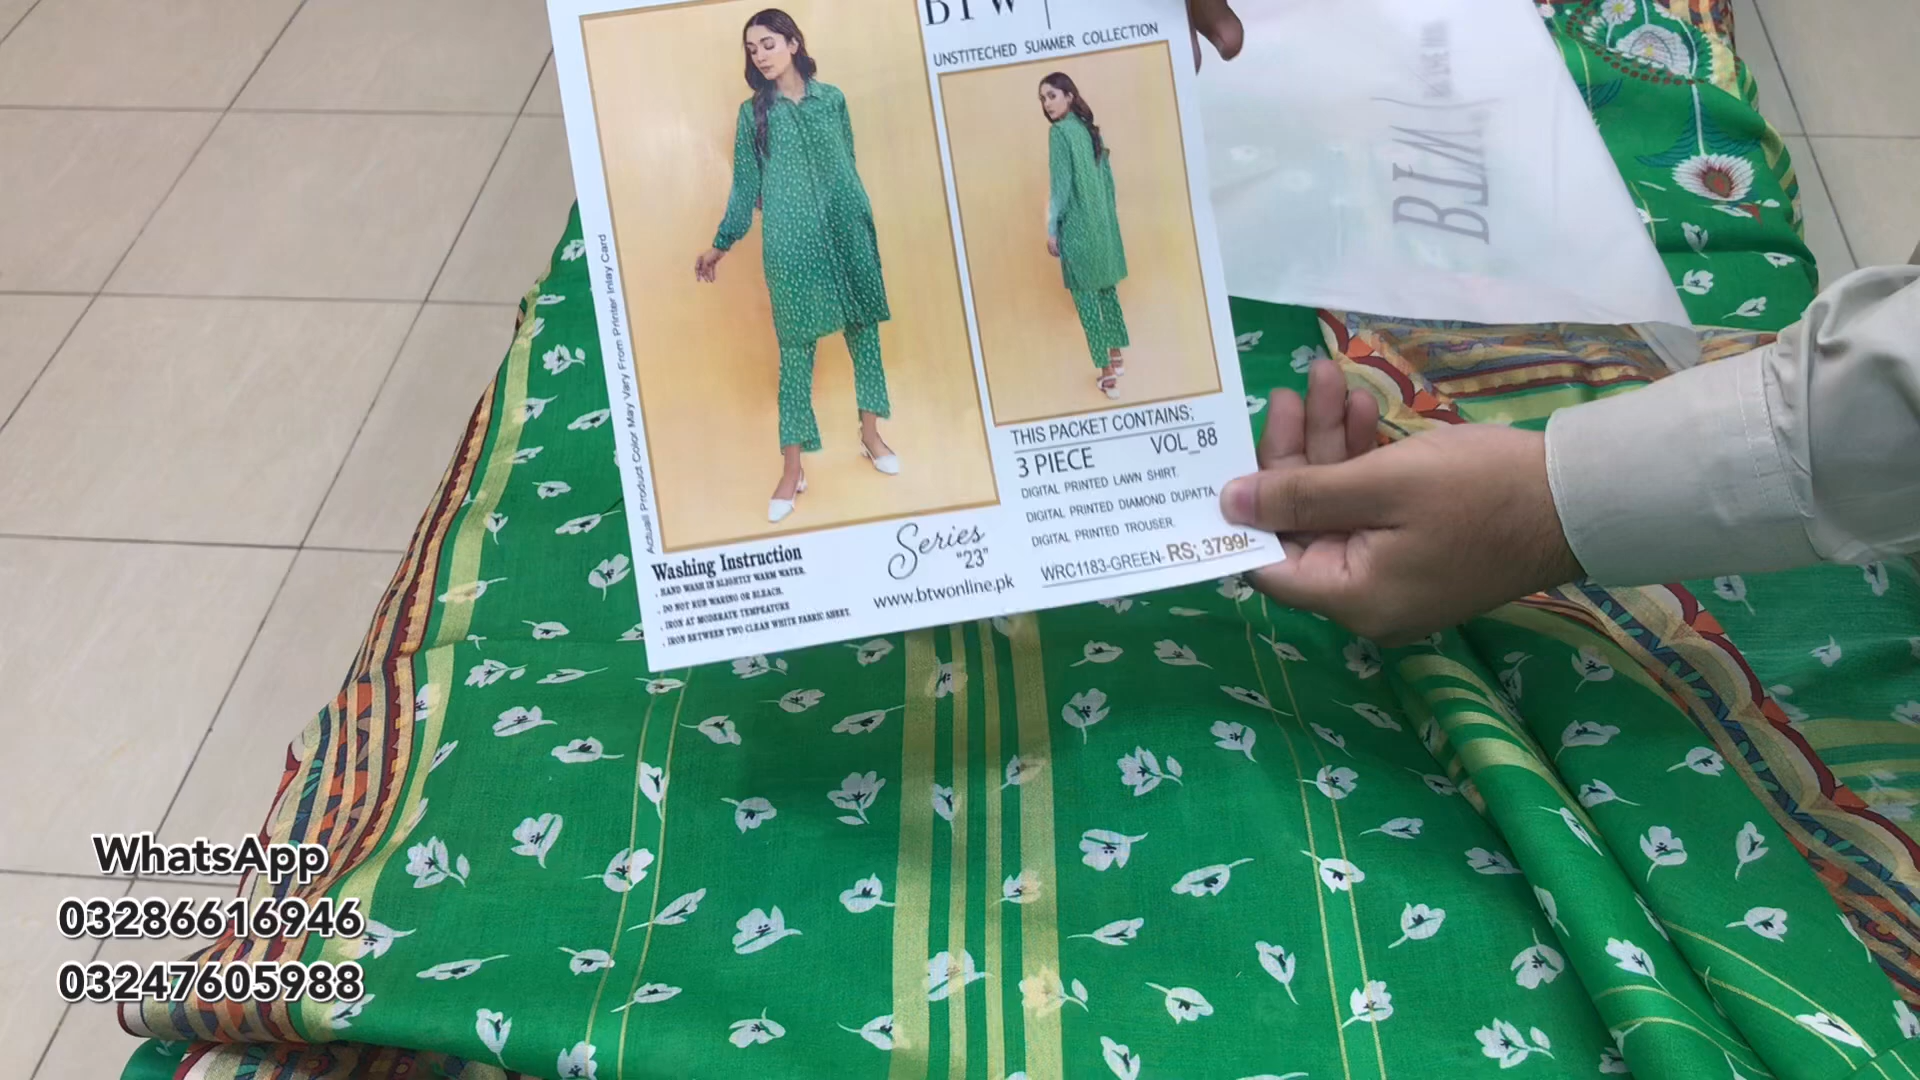 BTW
UNSTITECHED SUMMER COLLECTION
Actuail Product Color May Vary From Printer Inlay Card
THIS PACKET CONTAINS;
3 PIECE VOL_88
DIGITAL PRINTED LAWN SHIRT.
DIGITAL PRINTED DIAMOND DUPATTA.
DIGITAL PRINTED TROUSER.
WRC1183-GREEN- RS; 3799/-
Washing Instruction
. HAND WASH IN SLIGHTLY WARM WATER.
. DO NOT RUB WARING OR BLEACH.
. IRON AT MODERATE TEMPRATURE
. IRON BETWEEN TWO CLEAN WHITE FABRIC SHEET.
Series
"23"
www.btwonline.pk
BTW
WhatsApp
03286616946
03247605988